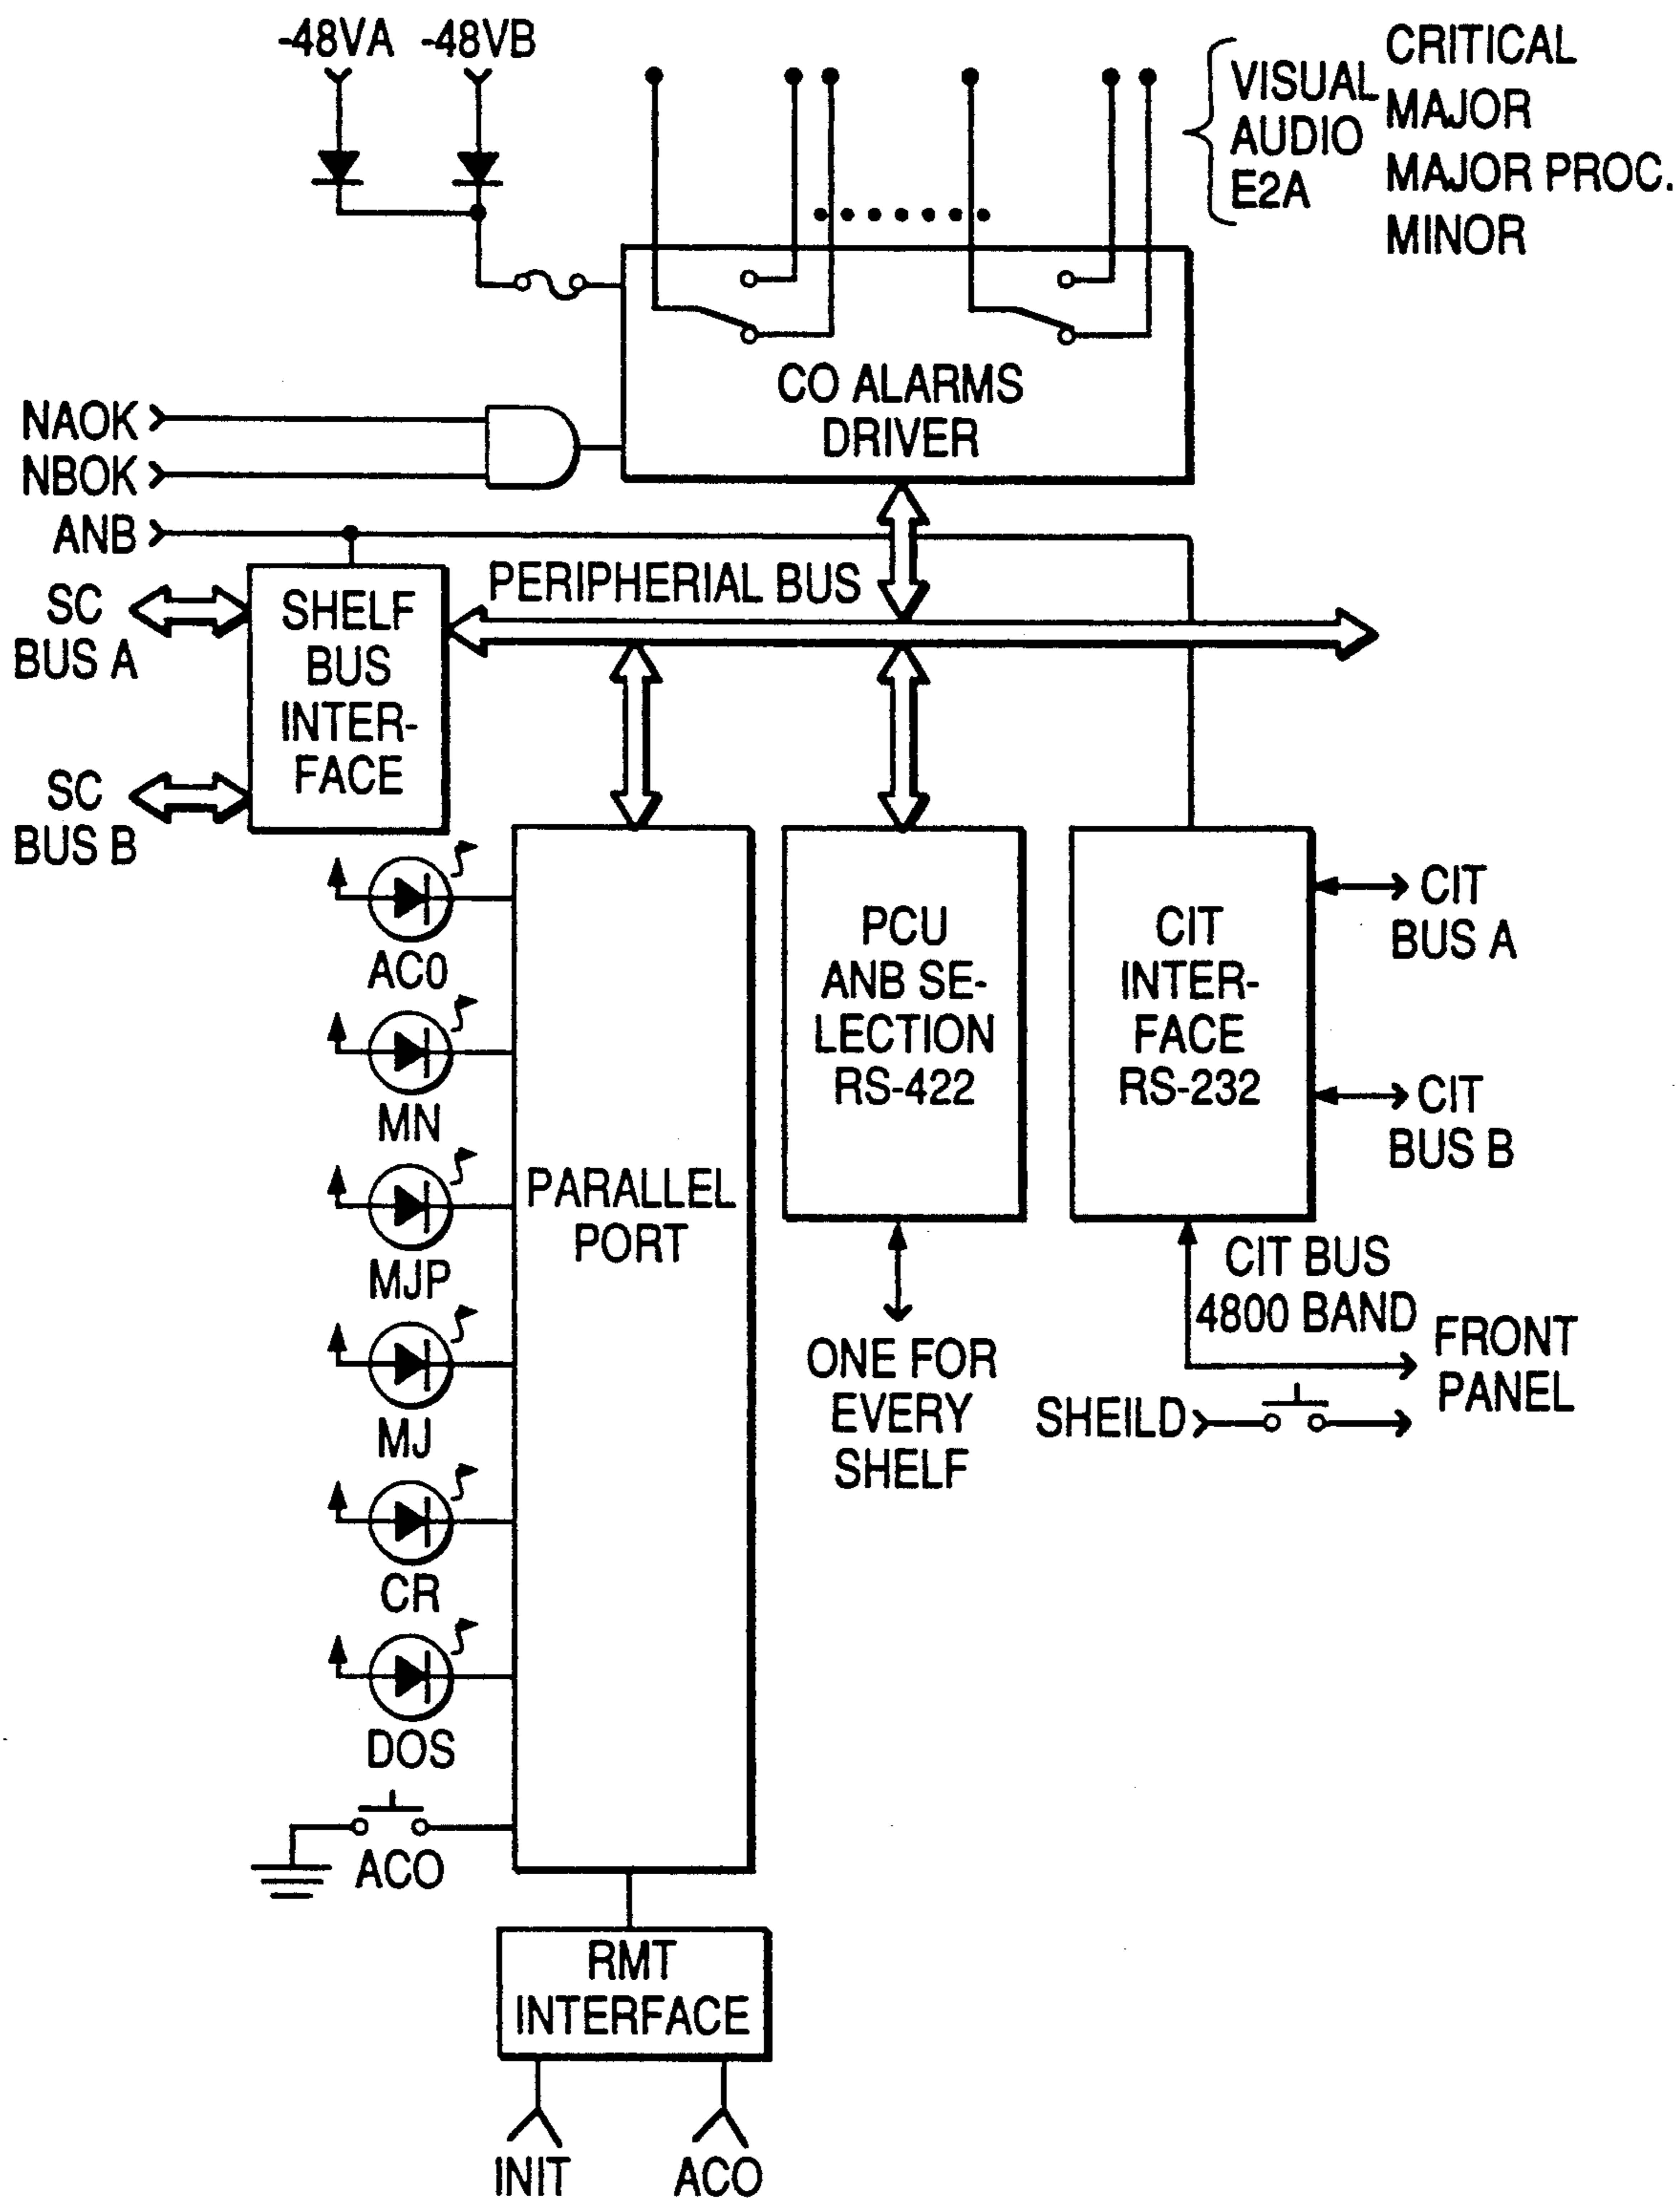 -48VA -48VB
VISUAL
AUDIO
E2A
CRITICAL
MAJOR
MAJOR PROC.
MINOR
CO ALARMS
DRIVER
NAOK
NBOK
ANB
SC
BUS A
SC
BUS B
SHELF
BUS
INTER-
FACE
PERIPHERIAL BUS
AC0
MN
MJP
MJ
CR
DOS
ACO
PARALLEL
PORT
PCU
ANB SE-
LECTION
RS-422
ONE FOR
EVERY
SHELF
CIT
INTER-
FACE
RS-232
CIT
BUS A
CIT
BUS B
CIT BUS
4800 BAND
FRONT
PANEL
SHEILD
RMT
INTERFACE
INIT
ACO